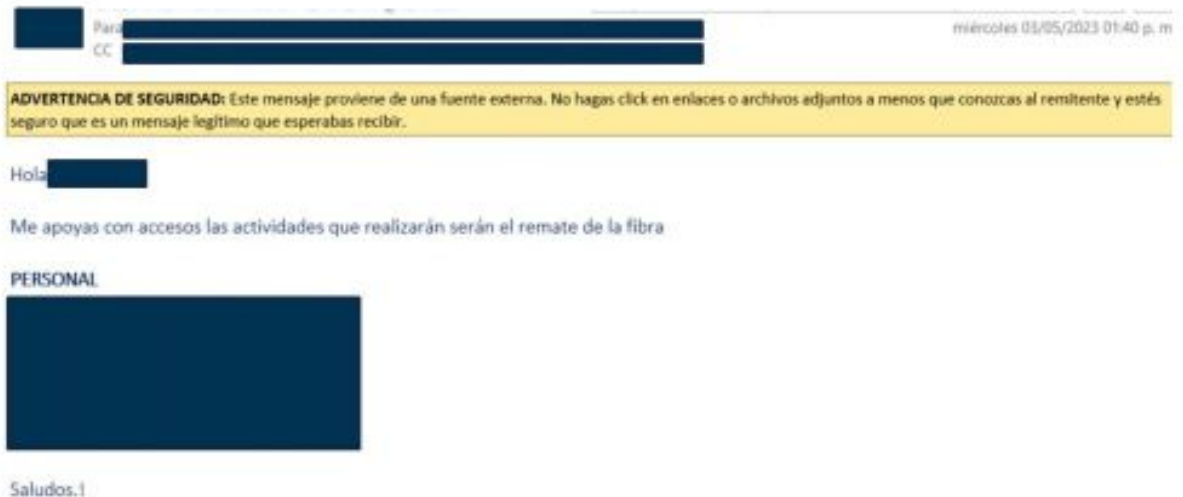 Para
miércoles 03/05/2023 01:40 p. m
CC
ADVERTENCIA DE SEGURIDAD: Este mensaje proviene de una fuente externa. No hagas click en enlaces o archivos adjuntos a menos que conozcas al remitente y estés
seguro que es un mensaje legítimo que esperabas recibir.
Hola
Me apoyas con accesos las actividades que realizarán serán el remate de la fibra
PERSONAL
Saludos.!